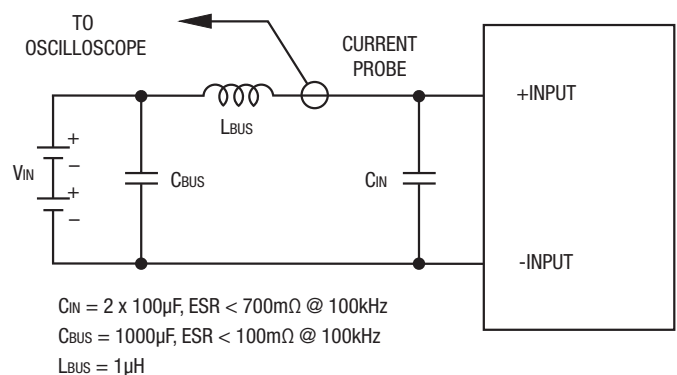 TO
OSCILLOSCOPE
CURRENT
PROBE
+INPUT
LBUS
+
VIN
−
+
−
CBUS
CIN
-INPUT
CIN = 2 x 100µF, ESR < 700mΩ @ 100kHz
CBUS = 1000µF, ESR < 100mΩ @ 100kHz
LBUS = 1µH